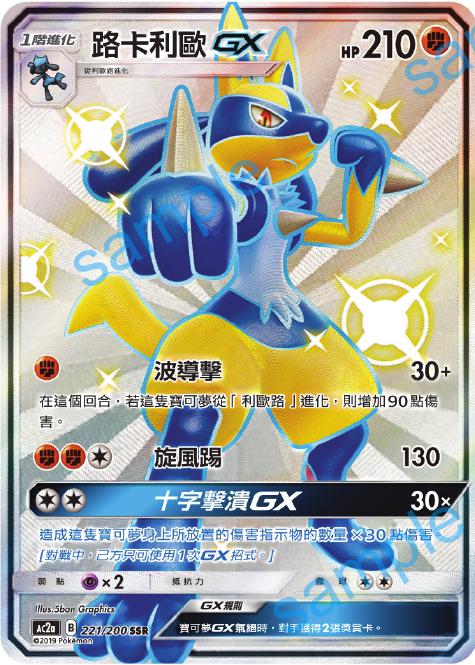 1階進化
路卡利歐GX
HP 210
從利歐路進化
sample
sample
波導擊 30+
在這個回合，若這隻寶可夢從「利歐路」進化，則增加90點傷
害。
旋風踢 130
十字擊潰GX 30×
造成這隻寶可夢身上所放置的傷害指示物的數量×30點傷害。
[對戰中，己方只可使用1次GX招式。]
弱點 ×2 抵抗力 撤退
Illus.5ban Graphics
GX規則
AC2a B 221/200 SSR
寶可夢GX氣絕時，對手獲得2張獎賞卡。
©2019 Pokémon
sample